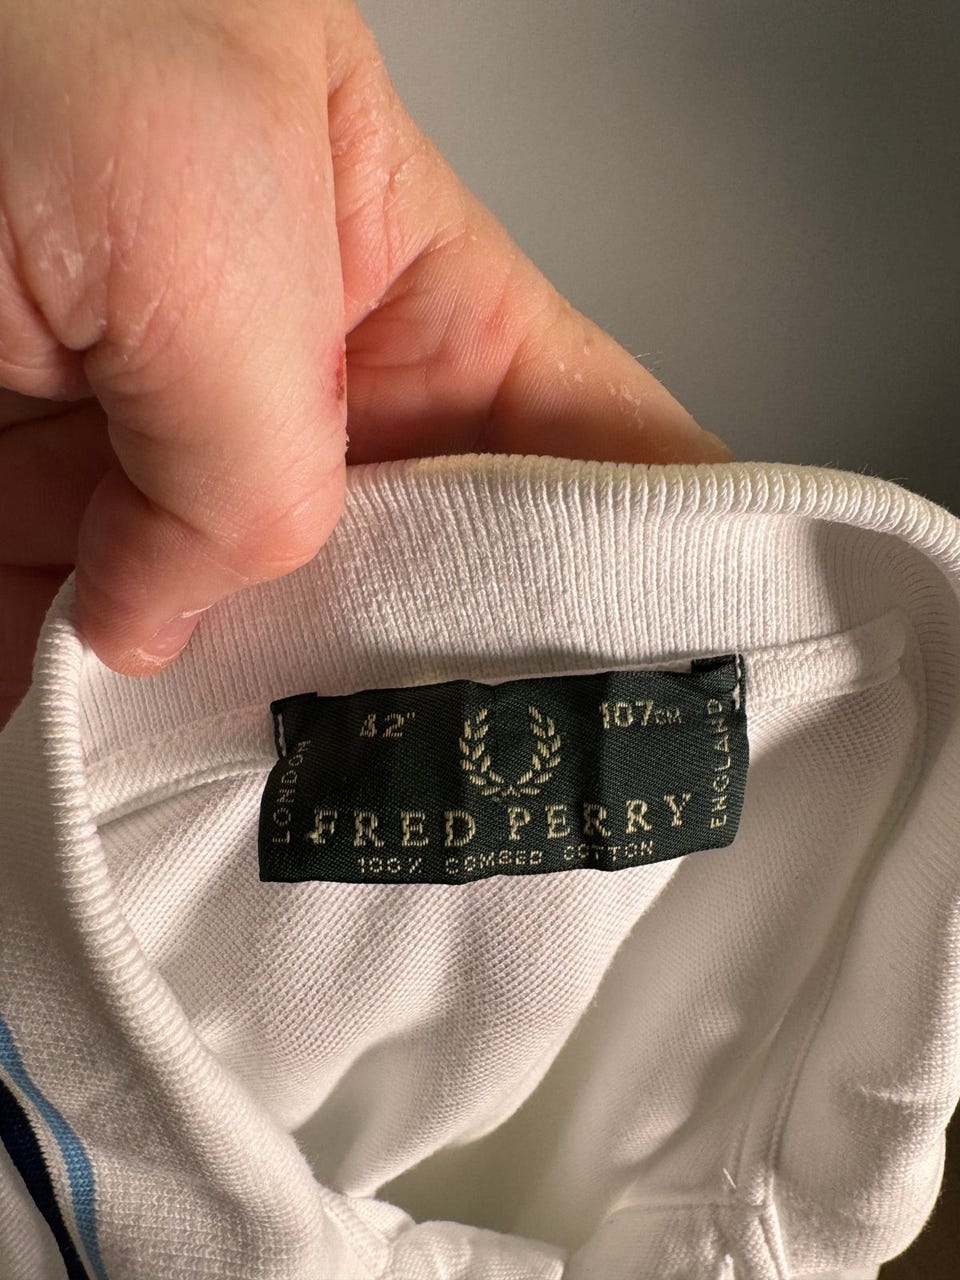 42" 107CM
LONDON
FRED PERRY
ENGLAND
100% COMBED COTTON